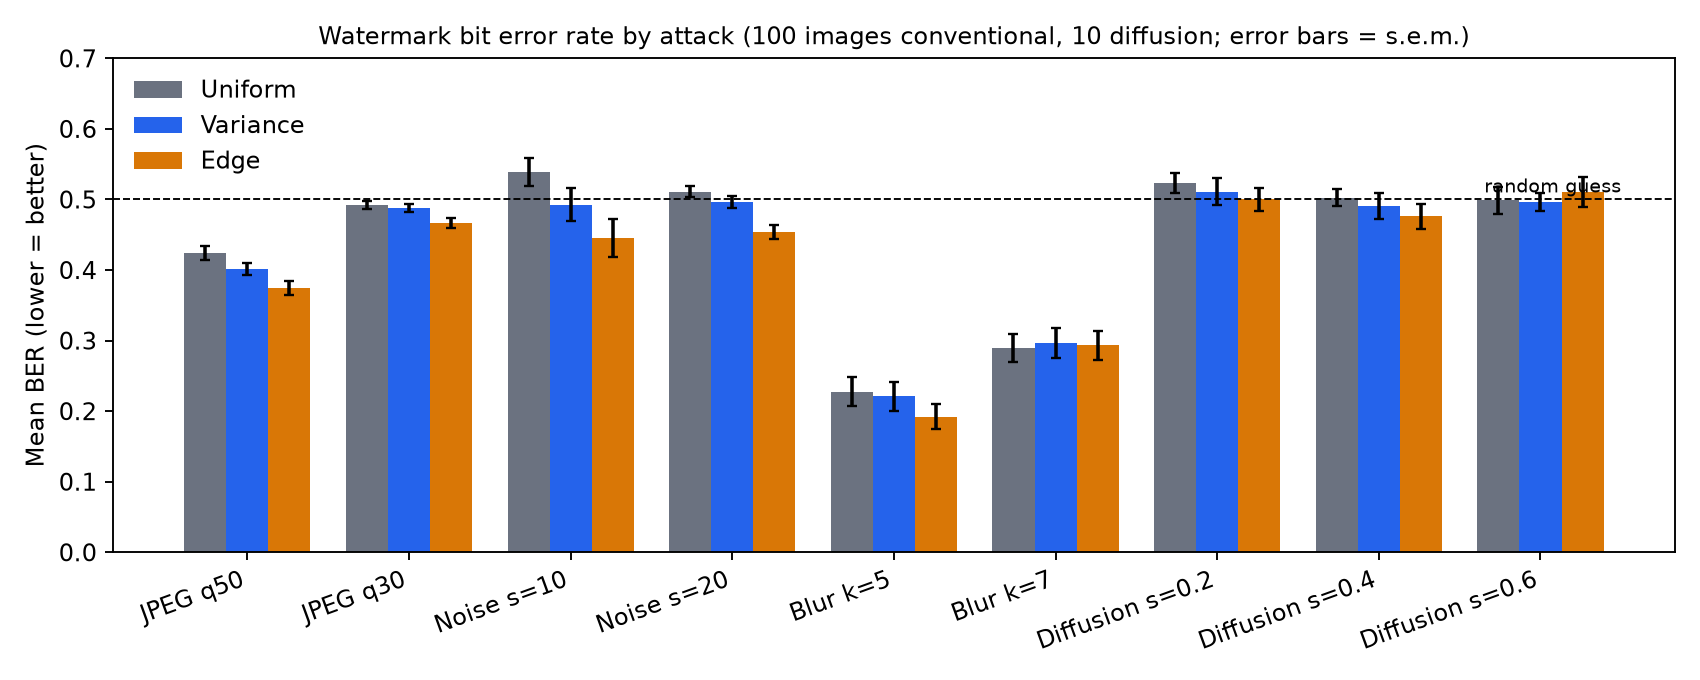 Watermark bit error rate by attack (100 images conventional, 10 diffusion; error bars = s.e.m.)
Mean BER (lower = better)
0.7
0.6
0.5
0.4
0.3
0.2
0.1
0.0
Uniform
Variance
Edge
random guess
JPEG q50
JPEG q30
Noise s=10
Noise s=20
Blur k=5
Blur k=7
Diffusion s=0.2
Diffusion s=0.4
Diffusion s=0.6